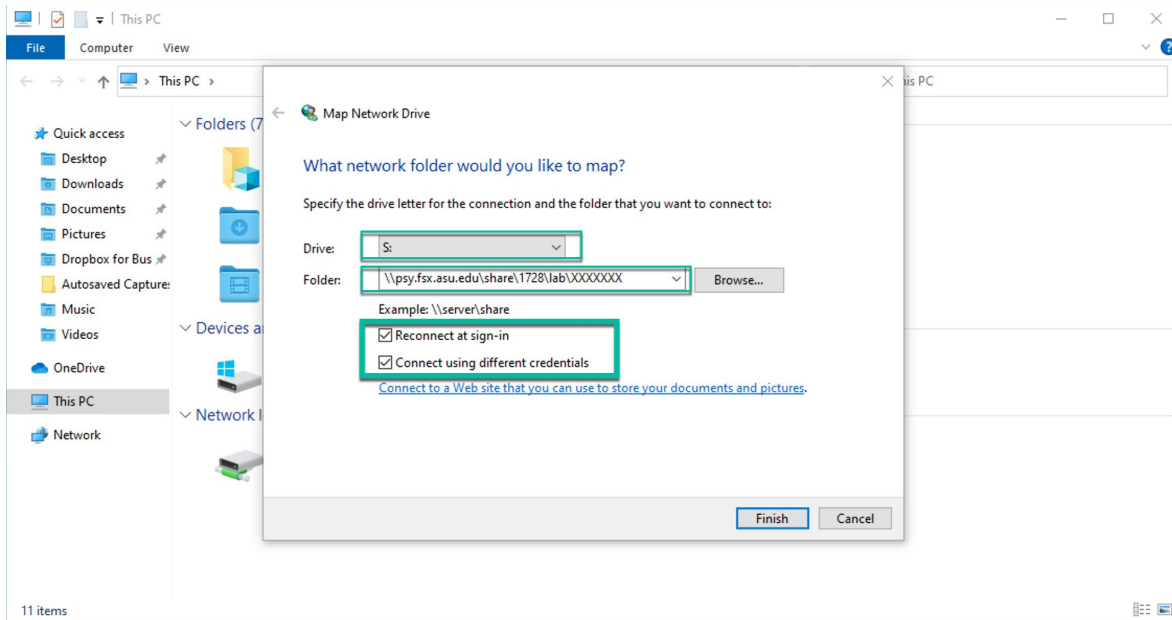 This PC
File Computer View
This PC
his PC
Quick access
Desktop
Downloads
Documents
Pictures
Dropbox for Bus
Autosaved Captures
Music
Videos
OneDrive
This PC
Network
Folders (7
Devices a
Network l
Map Network Drive
What network folder would you like to map?
Specify the drive letter for the connection and the folder that you want to connect to:
Drive: S:
Folder: \\psy.fsx.asu.edu\share\1728\lab\XXXXXXX Browse...
Example: \\server\share
Reconnect at sign-in
Connect using different credentials
Connect to a Web site that you can use to store your documents and pictures.
Finish Cancel
11 items